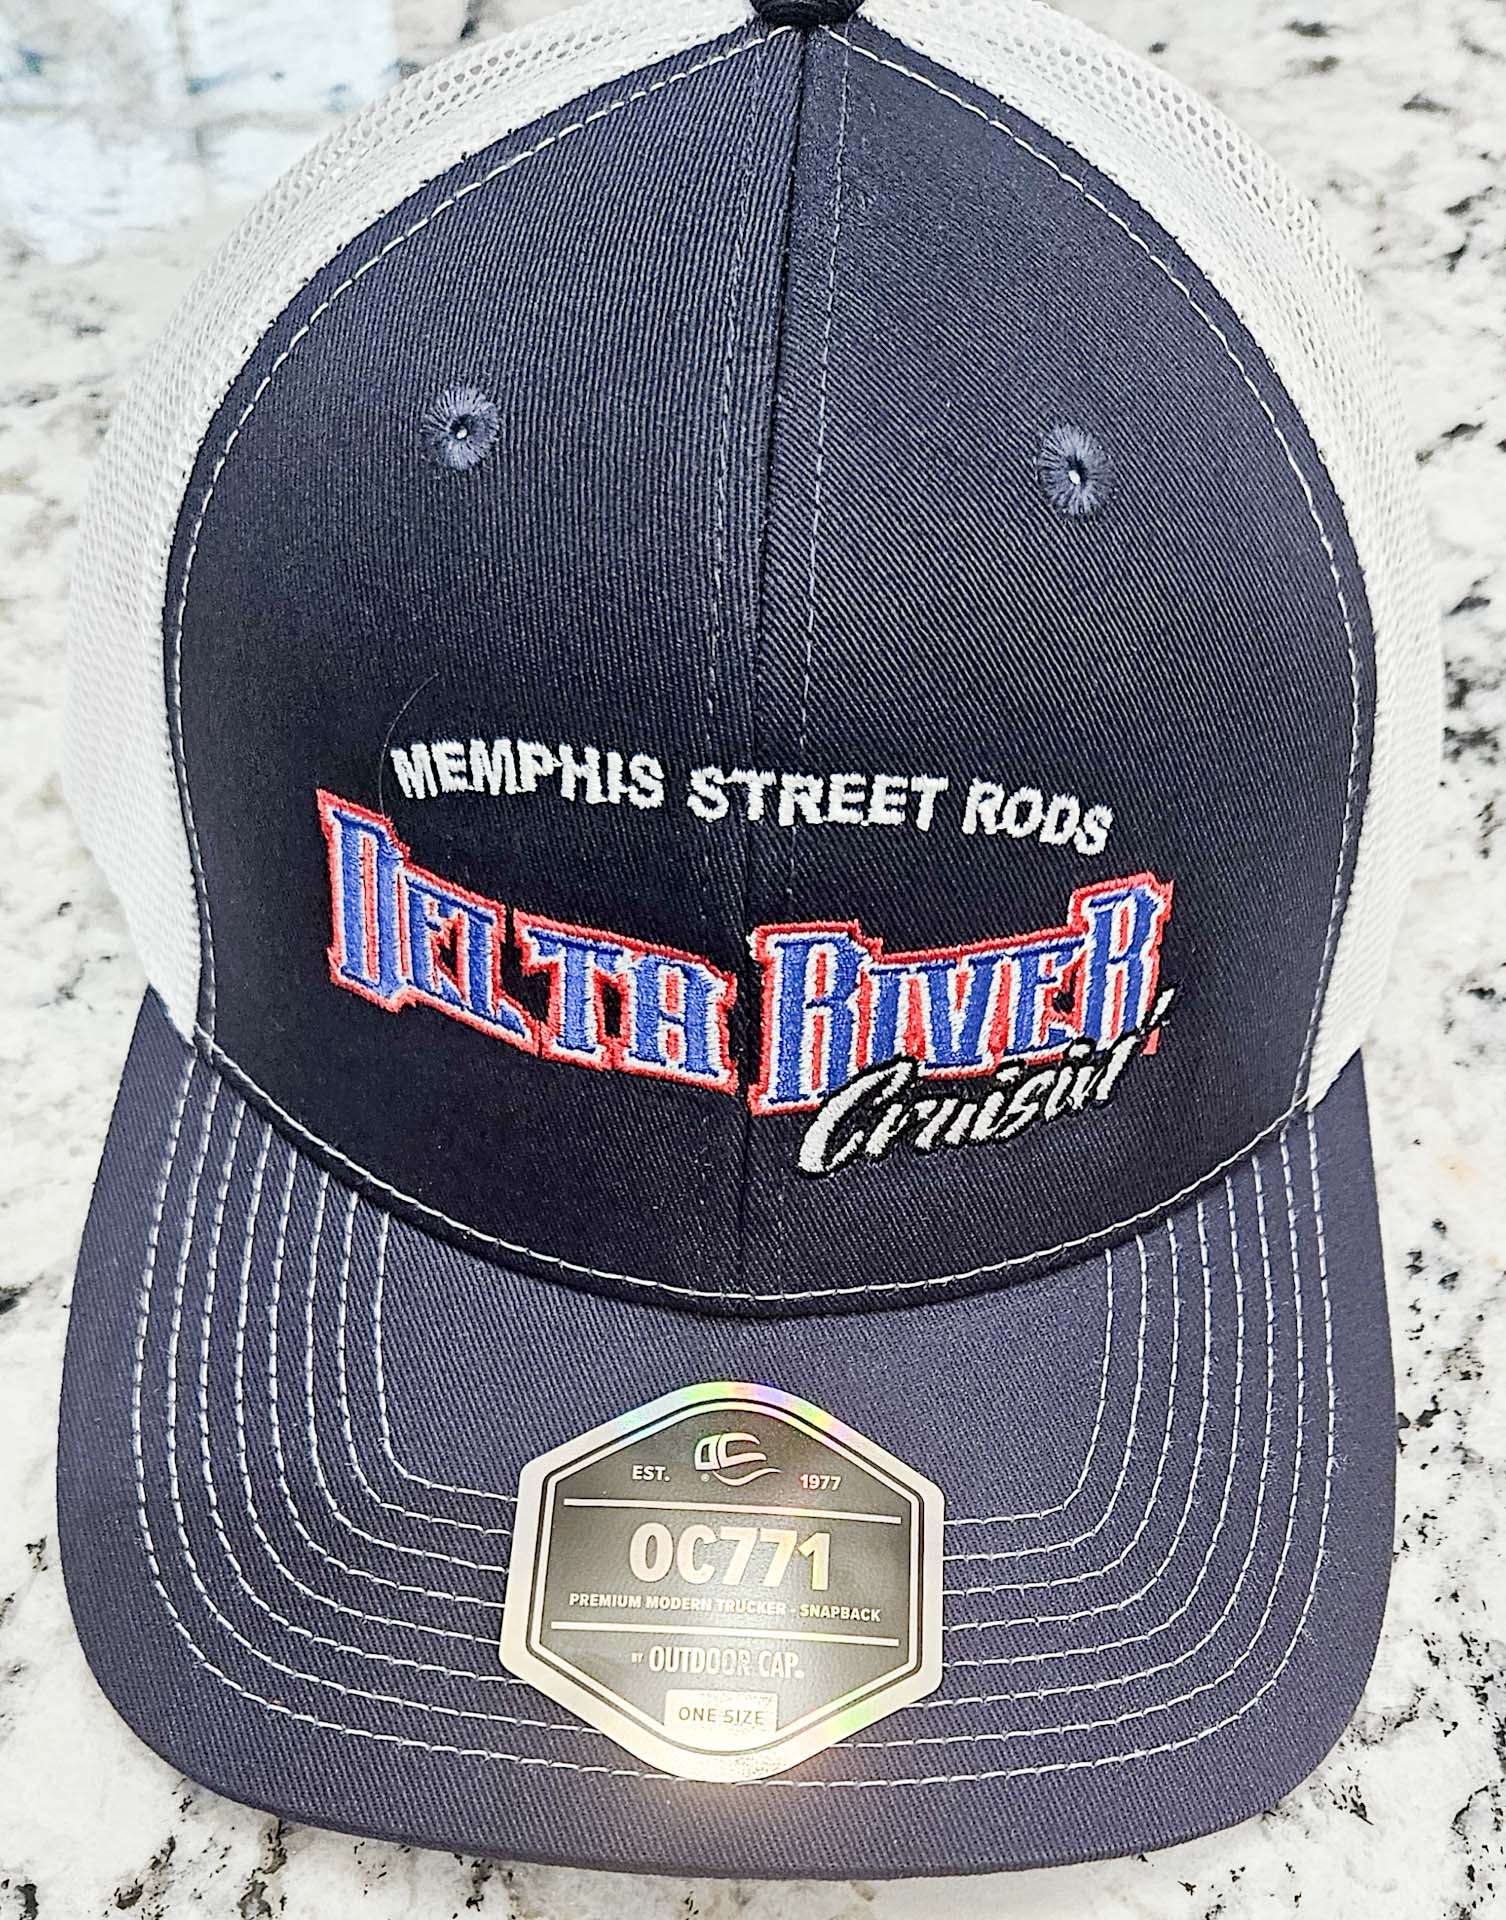 MEMPHIS STREET RODS
DELTA RIVER
Cruisin'
EST. ® 1977
OC771
PREMIUM MODERN TRUCKER - SNAPBACK
BY OUTDOOR CAP.
ONE SIZE